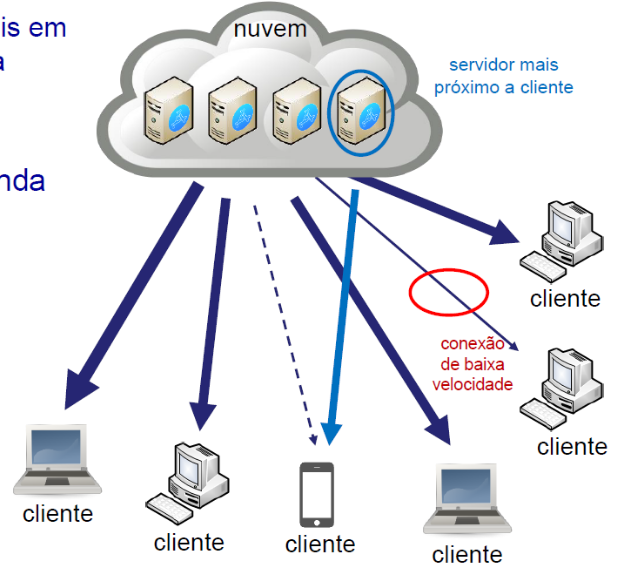 is em
a
nuvem
servidor mais
próximo a cliente
nda
cliente
conexão
de baixa
velocidade
cliente
cliente
cliente
cliente
cliente